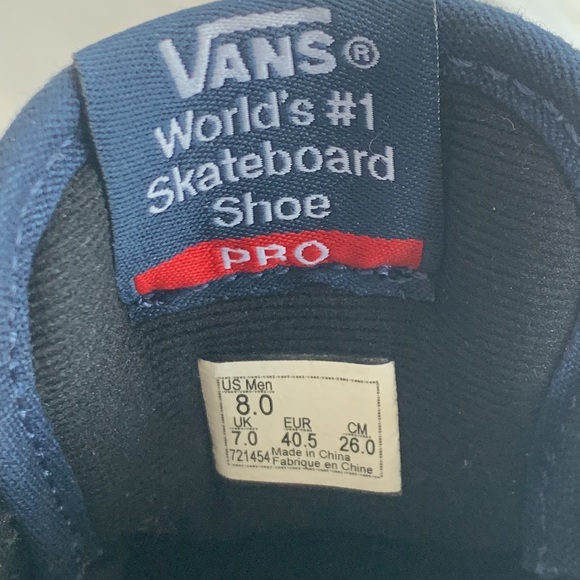 VANS®
World's #1
Skateboard
Shoe
PRO
US Men
8.0
UK EUR CM
7.0 40.5 26.0
721454 Made in China
Fabrique en Chine